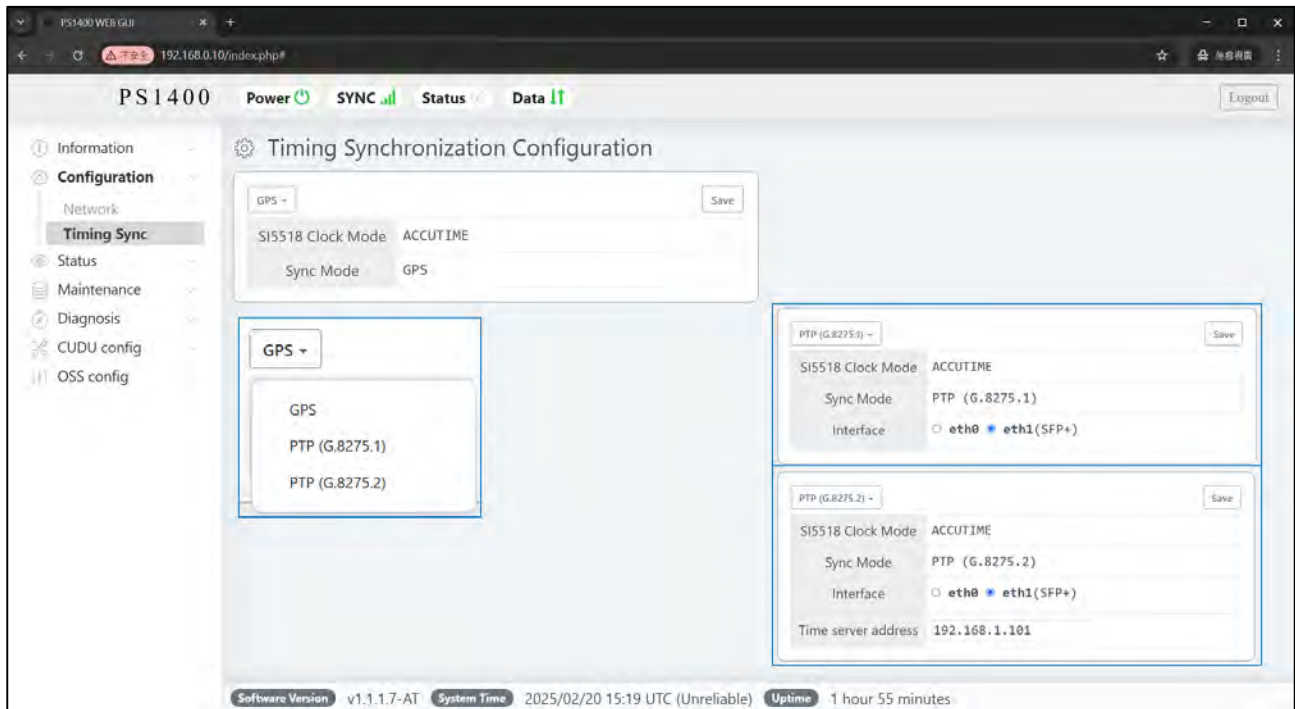 PS1400 WEB GUI
不安全 192.168.0.10/index.php#
PS1400 Power SYNC Status Data Logout
Information
Configuration
Network
Timing Sync
Status
Maintenance
Diagnosis
CUDU config
OSS config
Timing Synchronization Configuration
GPS Save
SI5518 Clock Mode ACCUTIME
Sync Mode GPS
GPS
GPS
PTP (G.8275.1)
PTP (G.8275.2)
PTP (G.8275.1) Save
SI5518 Clock Mode ACCUTIME
Sync Mode PTP (G.8275.1)
Interface eth0 eth1(SFP+)
PTP (G.8275.2) Save
SI5518 Clock Mode ACCUTIME
Sync Mode PTP (G.8275.2)
Interface eth0 eth1(SFP+)
Time server address 192.168.1.101
Software Version v1.1.1.7-AT System Time 2025/02/20 15:19 UTC (Unreliable) Uptime 1 hour 55 minutes